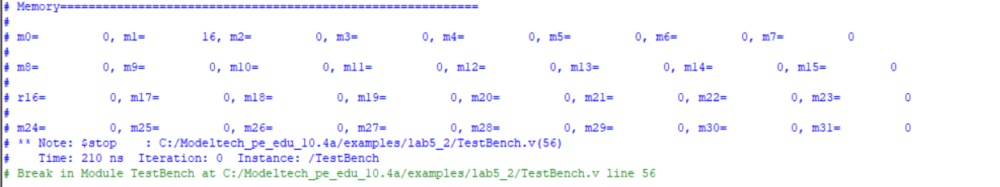 # Memory===========================================================
#
# m0=         0, m1=        16, m2=         0, m3=         0, m4=         0, m5=         0, m6=         0, m7=         0
#
# m8=         0, m9=         0, m10=         0, m11=         0, m12=         0, m13=         0, m14=         0, m15=         0
#
# r16=         0, m17=         0, m18=         0, m19=         0, m20=         0, m21=         0, m22=         0, m23=         0
#
# m24=         0, m25=         0, m26=         0, m27=         0, m28=         0, m29=         0, m30=         0, m31=         0
# ** Note: $stop    : C:/Modeltech_pe_edu_10.4a/examples/lab5_2/TestBench.v(56)
#    Time: 210 ns  Iteration: 0  Instance: /TestBench
# Break in Module TestBench at C:/Modeltech_pe_edu_10.4a/examples/lab5_2/TestBench.v line 56